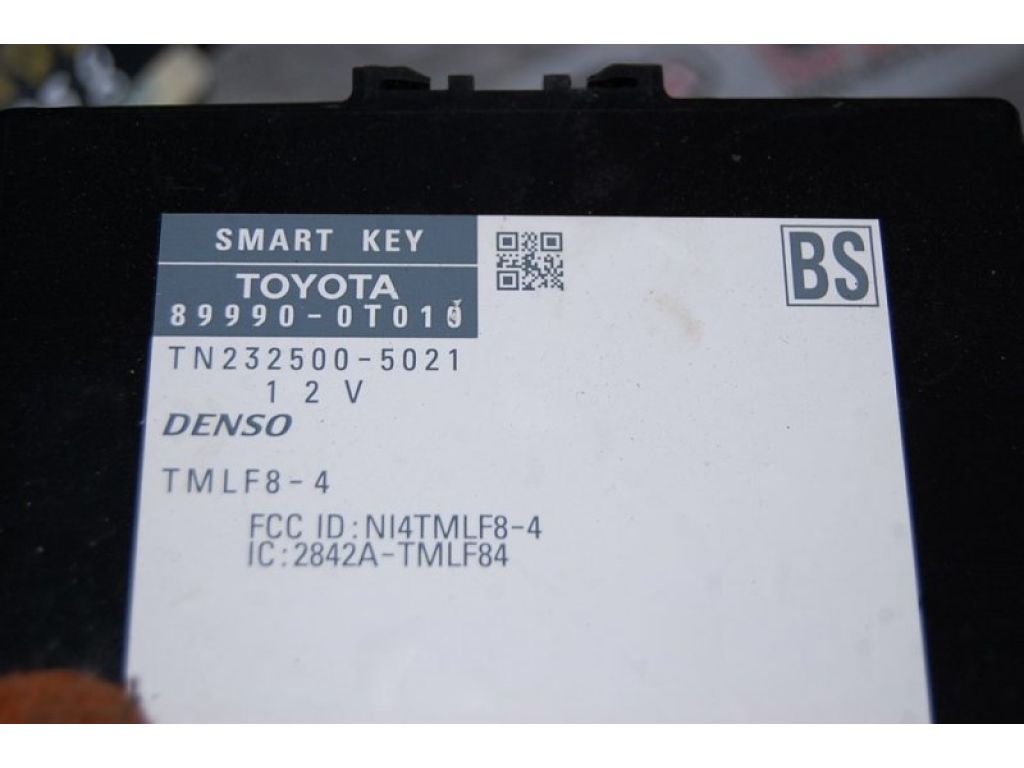 SMART KEY
BS
TOYOTA
89990-0T010
TN232500-5021
12V
DENSO
TMLF8-4
FCC ID:NI4TMLF8-4
IC:2842A-TMLF84